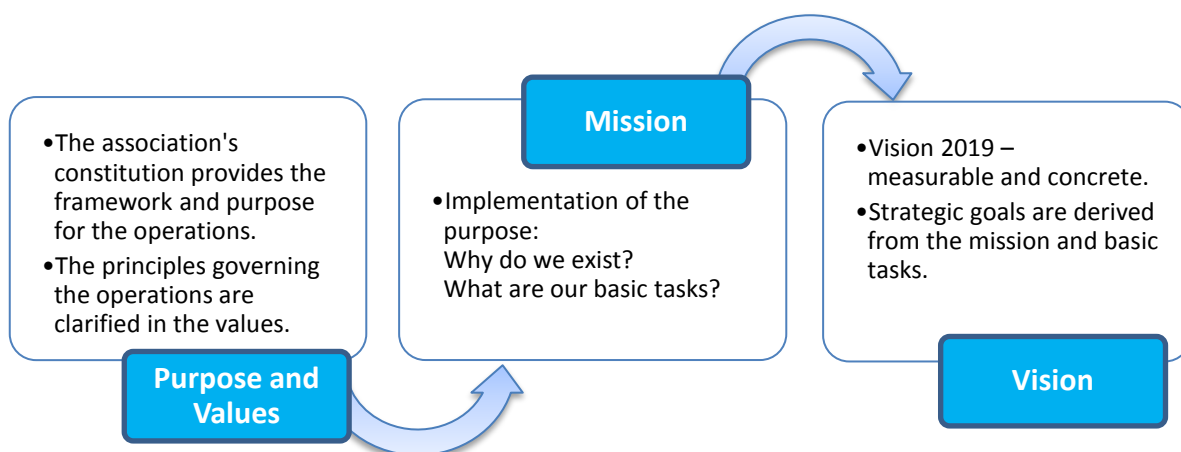 •The association's
constitution provides the
framework and purpose
for the operations.
•The principles governing
the operations are
clarified in the values.
Purpose and
Values
Mission
•Implementation of the
purpose:
Why do we exist?
What are our basic tasks?
•Vision 2019 –
measurable and concrete.
•Strategic goals are derived
from the mission and basic
tasks.
Vision